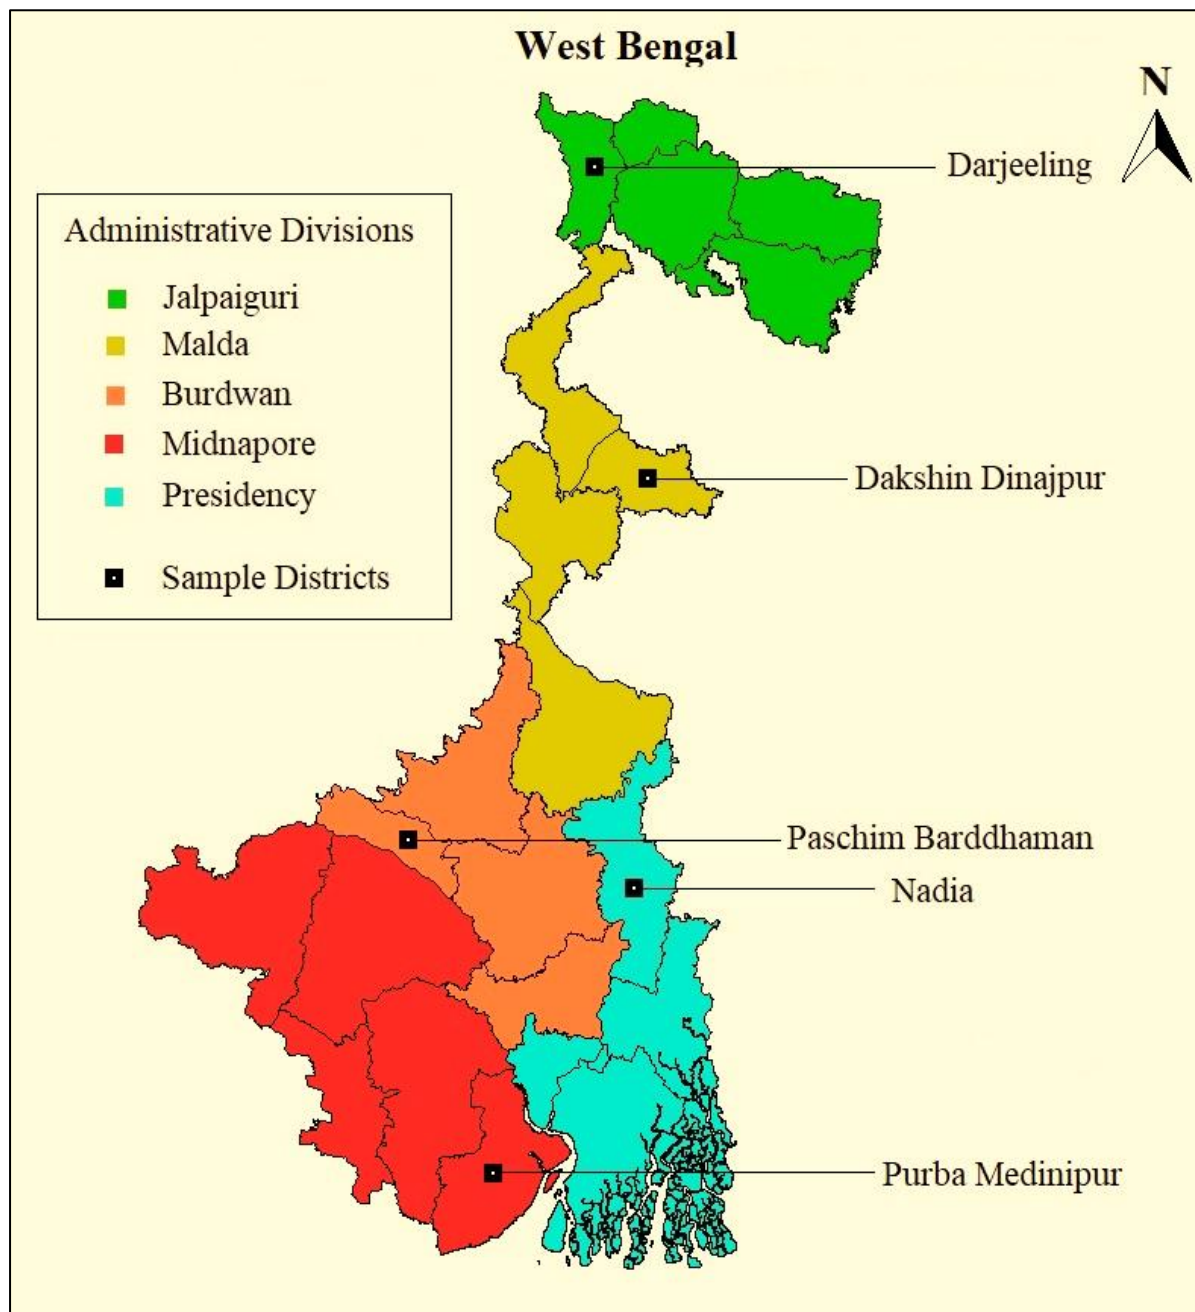 West Bengal
N
Darjeeling
Administrative Divisions
Jalpaiguri
Malda
Burdwan
Midnapore
Presidency
Sample Districts
Dakshin Dinajpur
Paschim Barddhaman
Nadia
Purba Medinipur